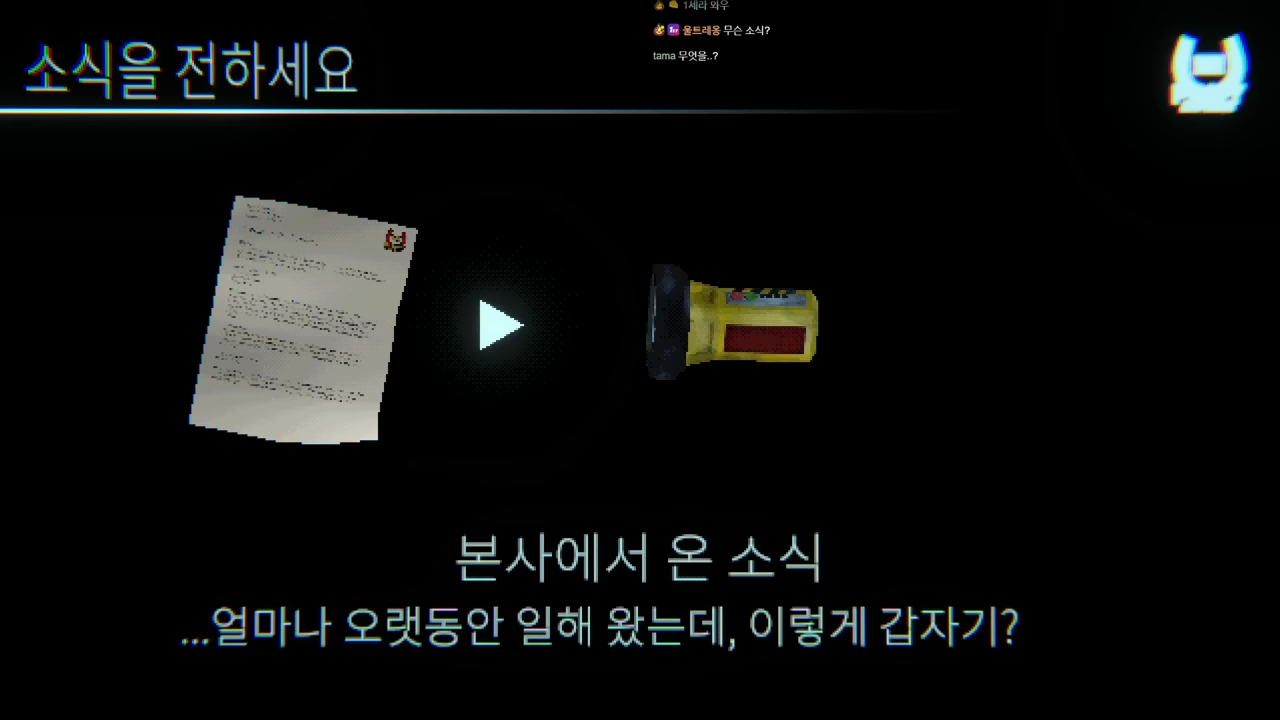 1세라 와우
울트레옹 무슨 소식?
tama 무엇을..?
소식을 전하세요
본사에서 온 소식
...얼마나 오랫동안 일해 왔는데, 이렇게 갑자기?